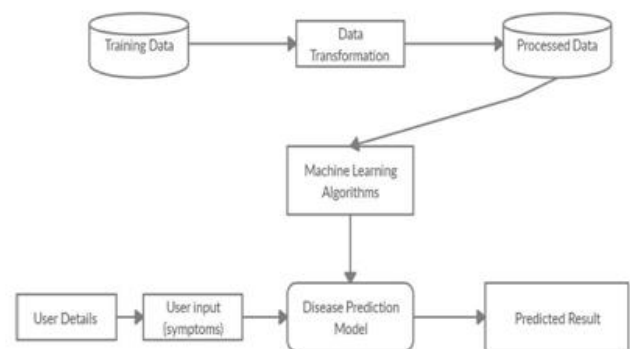 Training Data
Data
Transformation
Processed Data
Machine Learning
Algorithms
User Details
User input
(symptoms)
Disease Prediction
Model
Predicted Result